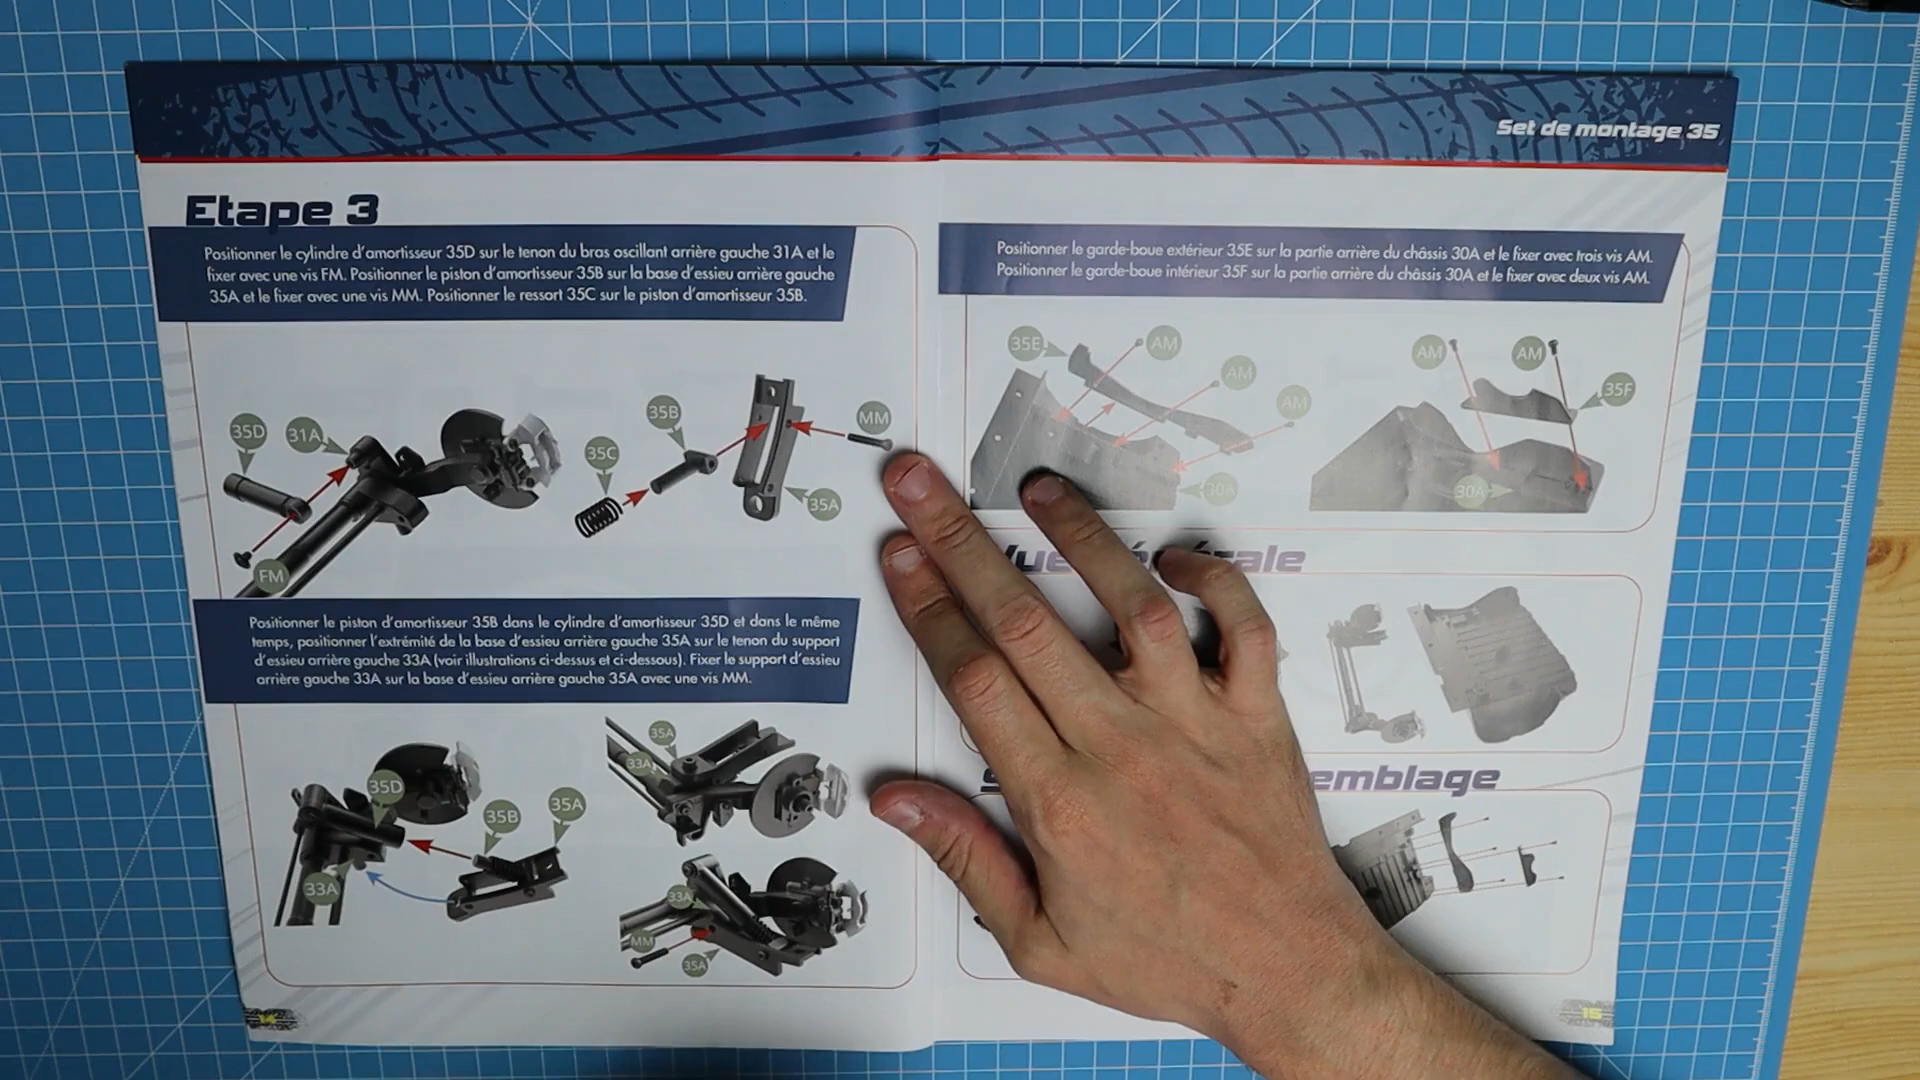 Set de montage 35
Etape 3
Positionner le cylindre d'amortisseur 35D sur le tenon du bras oscillant arrière gauche 31A et le
fixer avec une vis FM. Positionner le piston d'amortisseur 35B sur la base d'essieu arrière gauche
35A et le fixer avec une vis MM. Positionner le ressort 35C sur le piston d'amortisseur 35B.
35D
31A
35C
35B
MM
35A
FM
Positionner le piston d'amortisseur 35B dans le cylindre d'amortisseur 35D et dans le même
temps, positionner l'extrémité de la base d'essieu arrière gauche 35A sur le tenon du support
d'essieu arrière gauche 33A (voir illustrations ci-dessus et ci-dessous). Fixer le support d'essieu
arrière gauche 33A sur la base d'essieu arrière gauche 35A avec une vis MM.
35D
35B
35A
33A
35A
33A
33A
MM
35A
14
Positionner le garde-boue extérieur 35E sur la partie arrière du châssis 30A et le fixer avec trois vis AM.
Positionner le garde-boue intérieur 35F sur la partie arrière du châssis 30A et le fixer avec deux vis AM.
35E
AM
AM
AM
30A
AM
AM
35F
30A
Vue générale
emblage
15